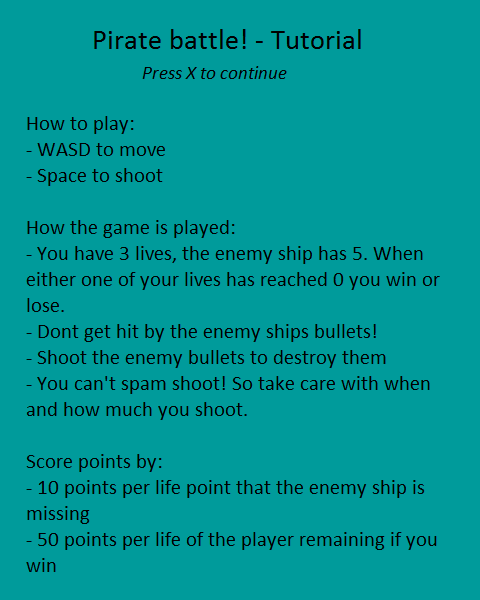 Pirate battle! - Tutorial
Press X to continue
How to play:
- WASD to move
- Space to shoot
How the game is played:
- You have 3 lives, the enemy ship has 5. When
either one of your lives has reached 0 you win or
lose.
- Dont get hit by the enemy ships bullets!
- Shoot the enemy bullets to destroy them
- You can't spam shoot! So take care with when
and how much you shoot.
Score points by:
- 10 points per life point that the enemy ship is
missing
- 50 points per life of the player remaining if you
win